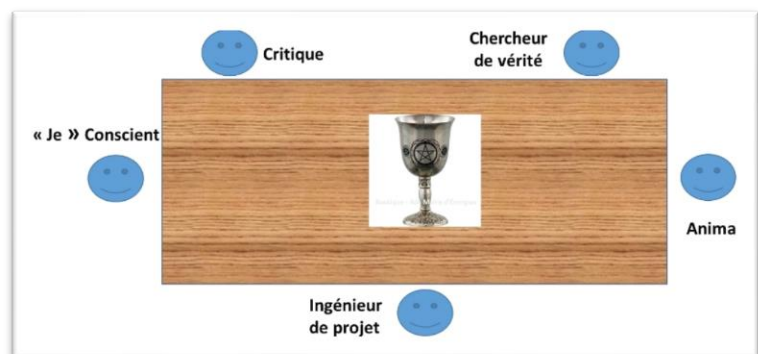 Critique
Chercheur
de vérité
« Je » Conscient
Anima
Ingénieur
de projet